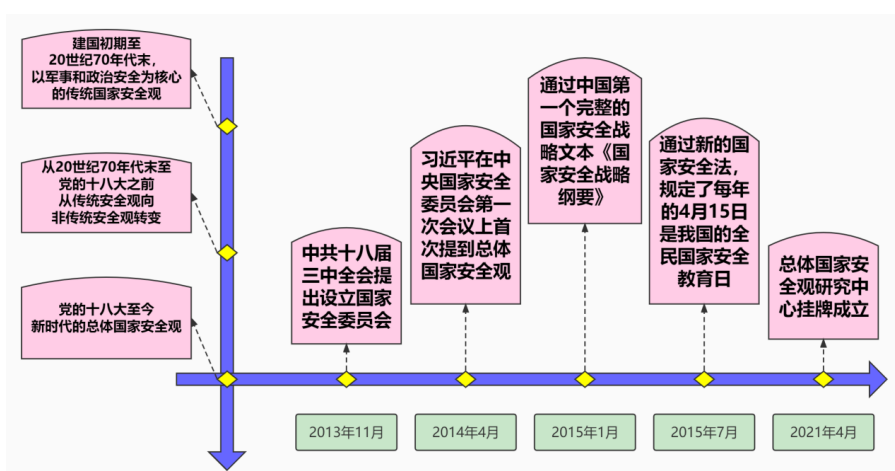 建国初期至
20世纪70年代末,
以军事和政治安全为核心
的传统国家安全观
从20世纪70年代末至
党的十八大之前
从传统安全观向
非传统安全观转变
党的十八大至今
新时代的总体国家安全观
中共十八届
三中全会提
出设立国家
安全委员会
习近平在中
央国家安全
委员会第一
次会议上首
次提到总体
国家安全观
通过中国第
一个完整的
国家安全战
略文本《国
家安全战略
纲要》
通过新的国
家安全法，
规定了每年
的4月15日
是我国的全
民国家安全
教育日
总体国家安
全观研究中
心挂牌成立
2013年11月
2014年4月
2015年1月
2015年7月
2021年4月